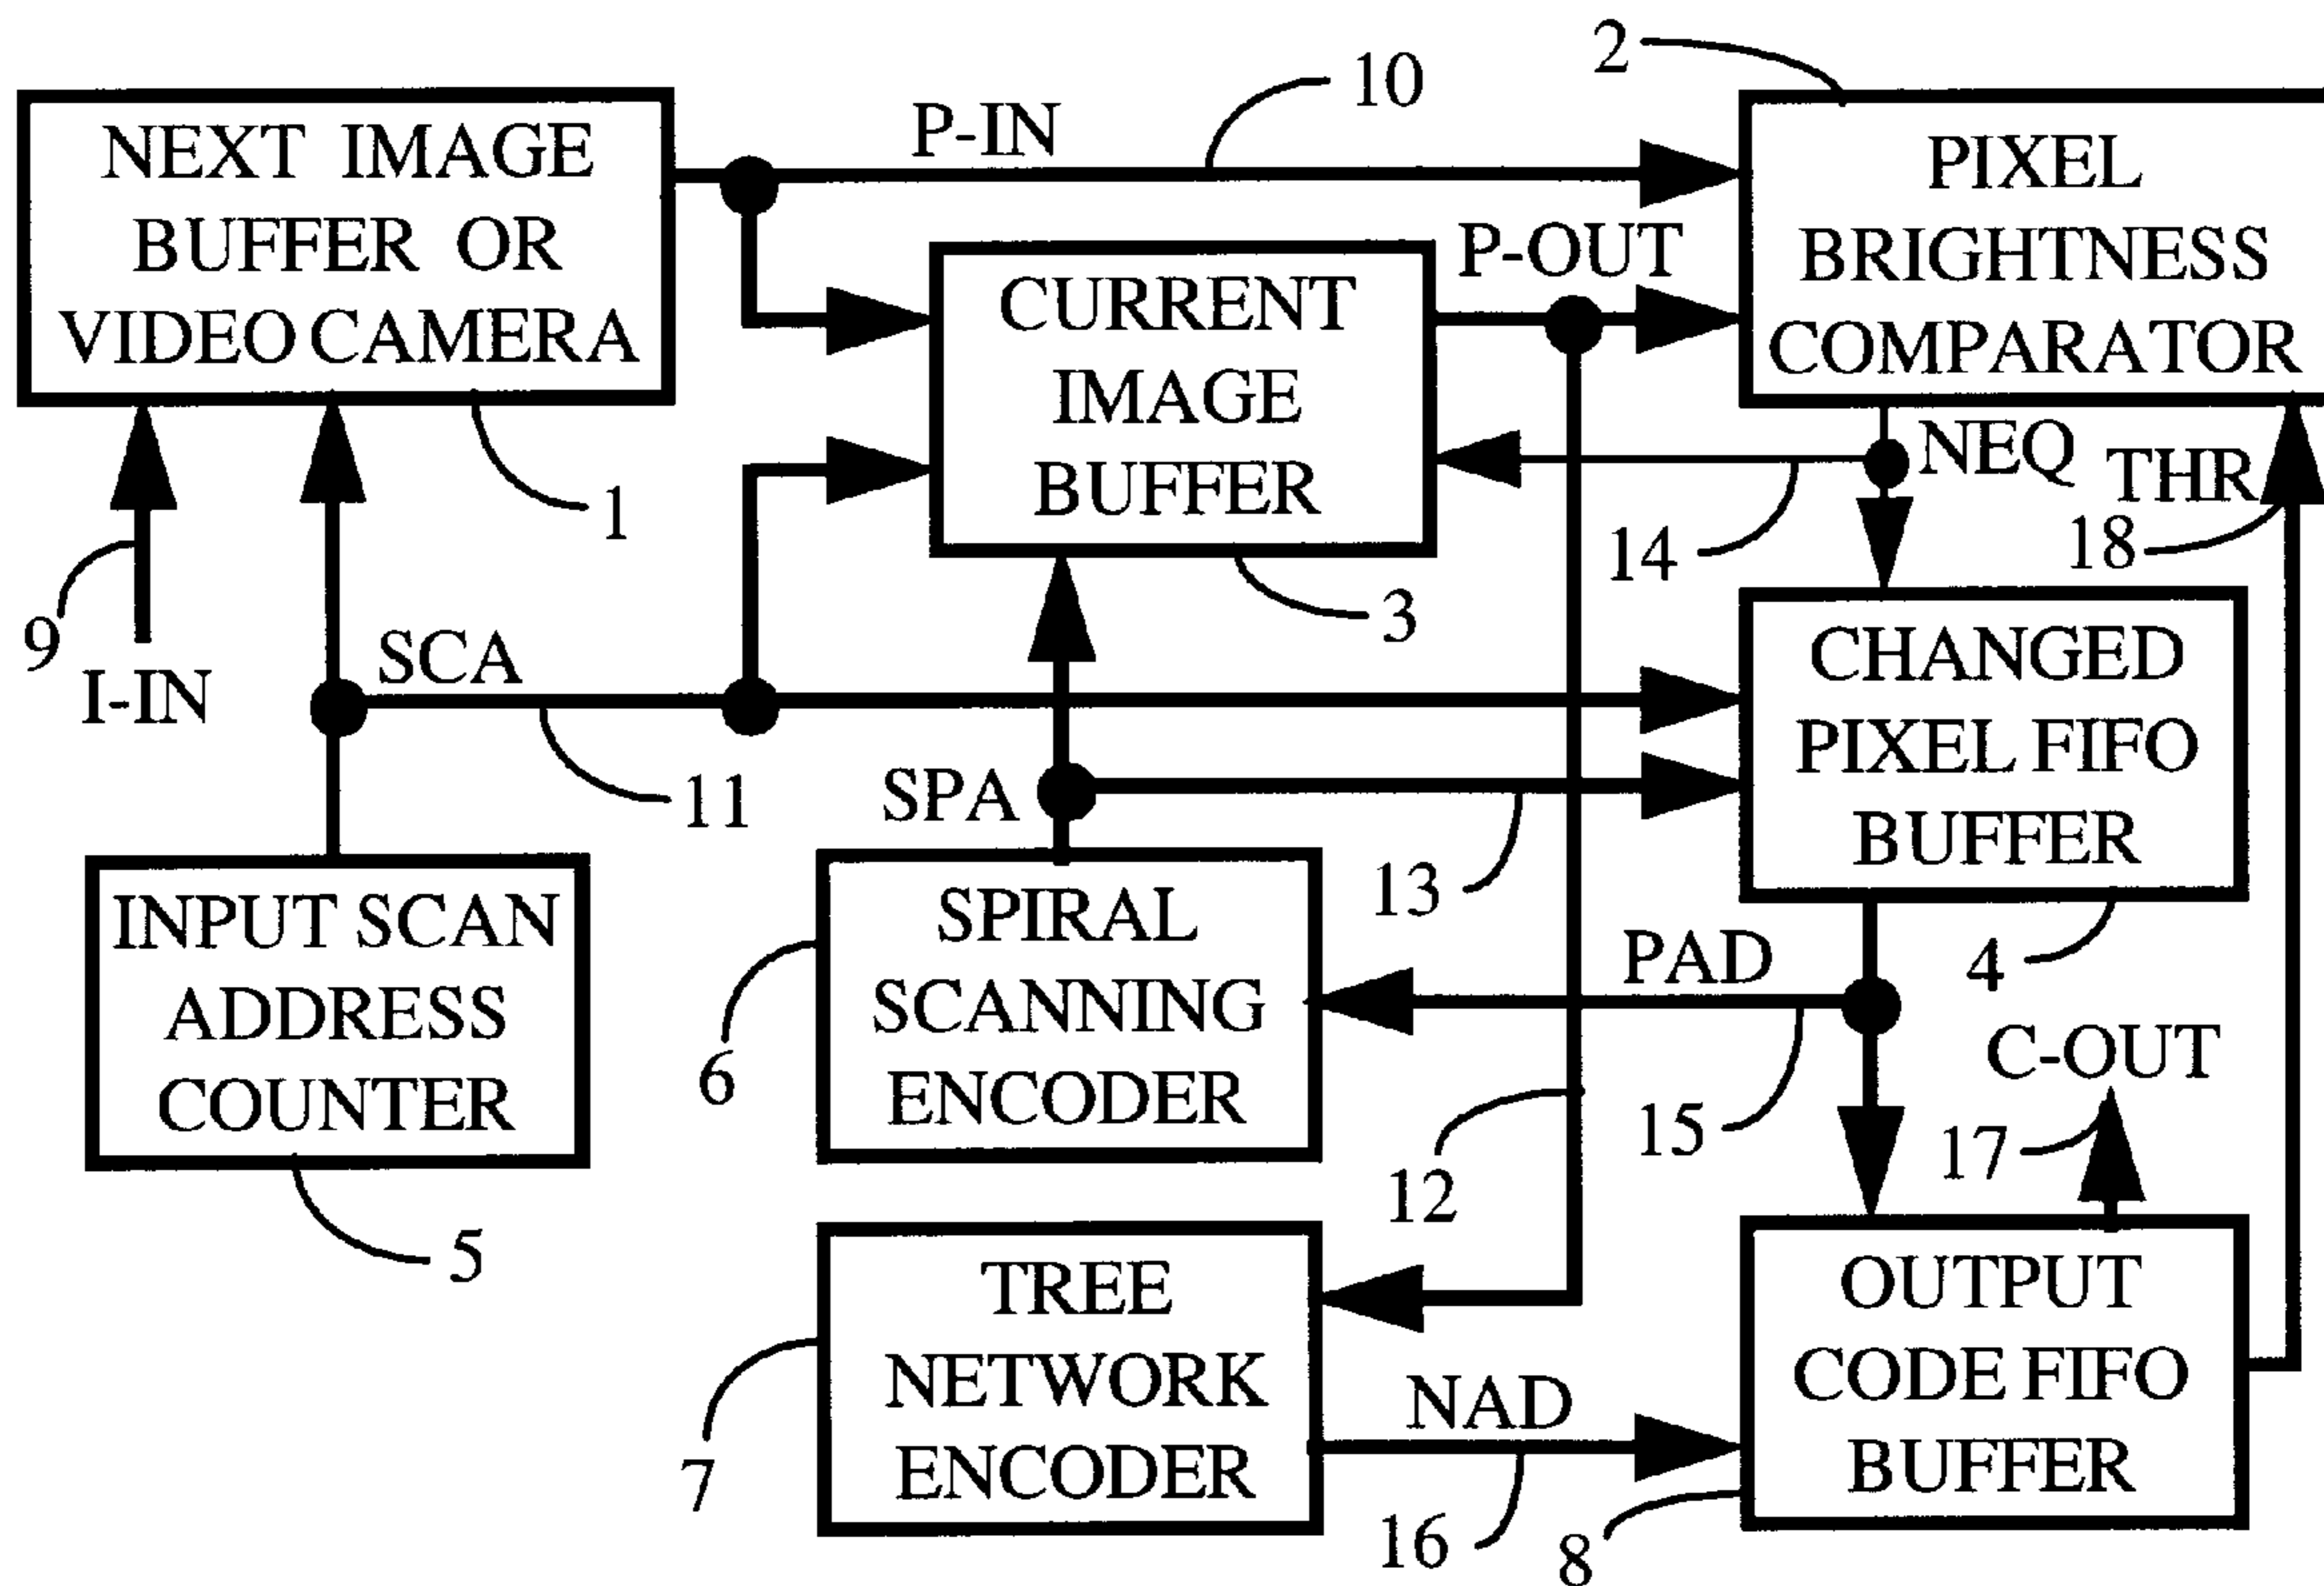 2
10
P-IN
NEXT IMAGE
BUFFER OR
VIDEO CAMERA
PIXEL
BRIGHTNESS
COMPARATOR
P-OUT
CURRENT
IMAGE
BUFFER
NEQ
THR
1
14
18
3
9
I-IN
SCA
11
CHANGED
PIXEL FIFO
BUFFER
SPA
13
INPUT SCAN
ADDRESS
COUNTER
SPIRAL
SCANNING
ENCODER
PAD
4
C-OUT
6
15
17
12
5
TREE
NETWORK
ENCODER
OUTPUT
CODE FIFO
BUFFER
NAD
7
16
8